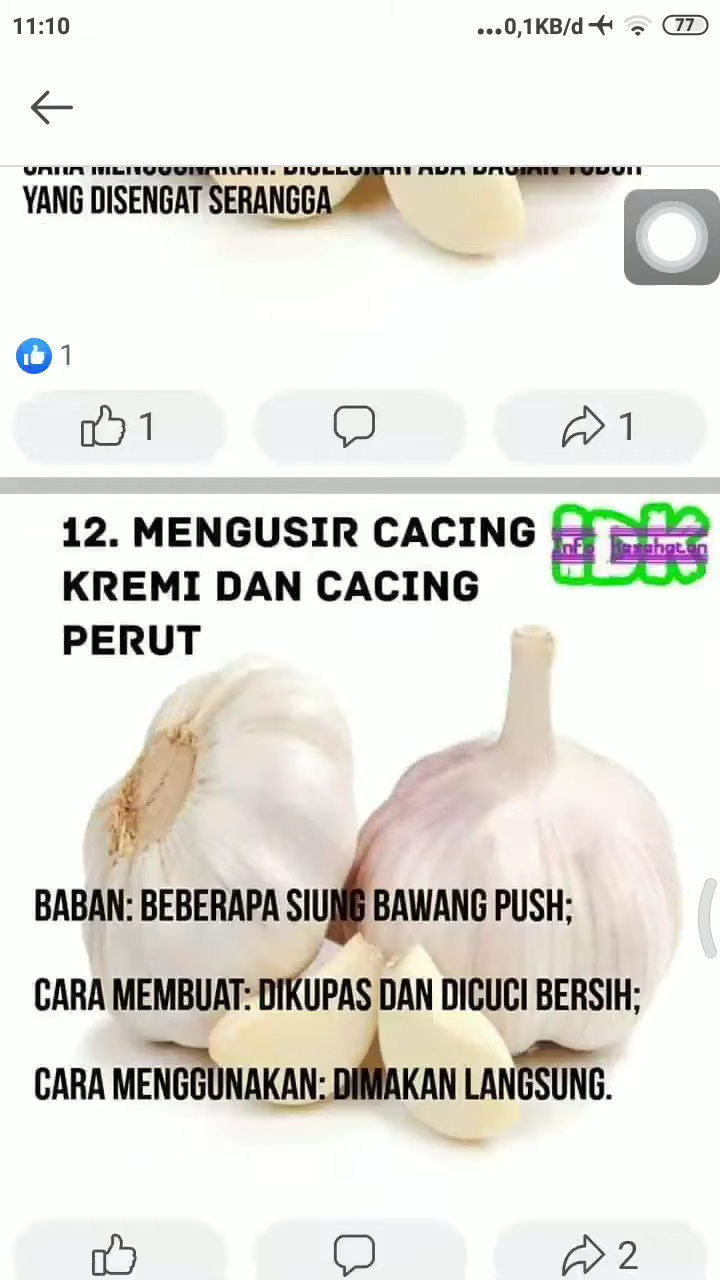 11:10
...0,1KB/d
77
YANG DISENGAT SERANGGA
1
1
1
12. MENGUSIR CACING
KREMI DAN CACING
PERUT
IDK
BABAN: BEBERAPA SIUNG BAWANG PUSH;
CARA MEMBUAT: DIKUPAS DAN DICUCI BERSIH;
CARA MENGGUNAKAN: DIMAKAN LANGSUNG.
2